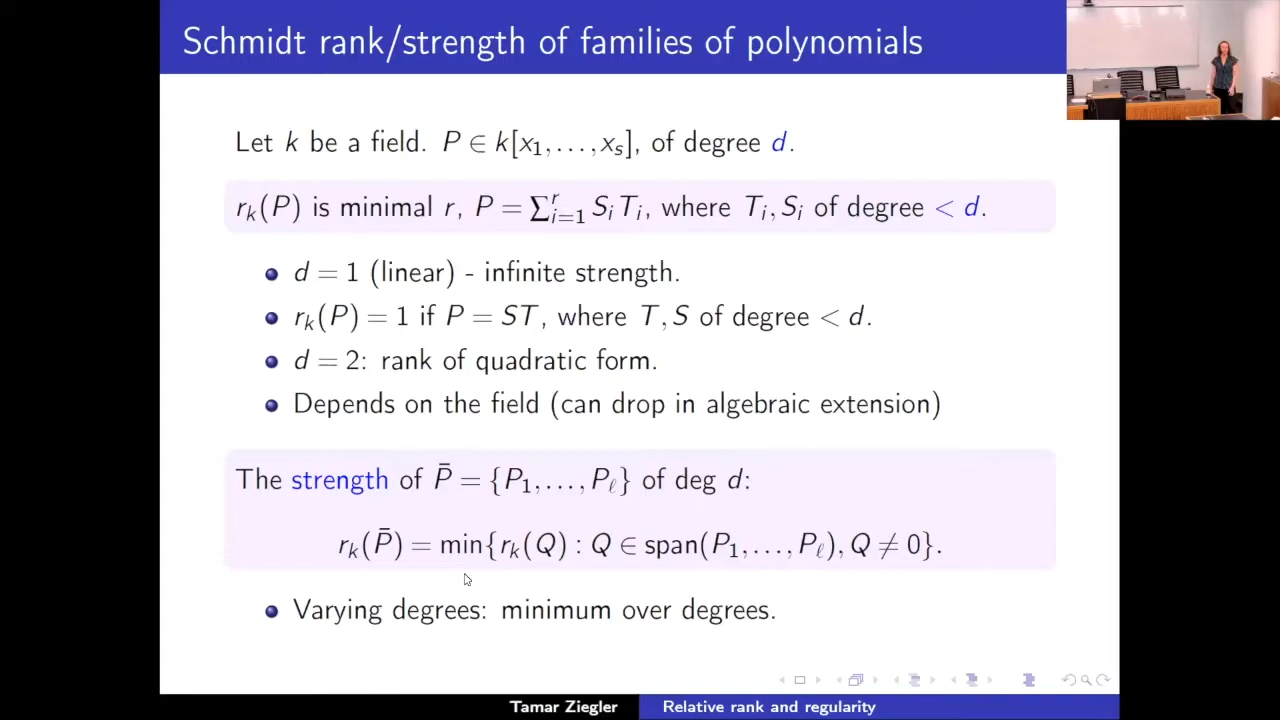 Schmidt rank/strength of families of polynomials
Let k be a field. P ∈ k[x₁,…,xₛ], of degree d.
rₖ(P) is minimal r, P = ∑ʳᵢ₌₁ SᵢTᵢ, where Tᵢ, Sᵢ of degree < d.
d = 1 (linear) - infinite strength.
rₖ(P) = 1 if P = ST, where T, S of degree < d.
d = 2: rank of quadratic form.
Depends on the field (can drop in algebraic extension)
The strength of P̄ = {P₁,…,P_ℓ} of deg d:
rₖ(P̄) = min{rₖ(Q) : Q ∈ span(P₁,…,P_ℓ), Q ≠ 0}.
Varying degrees: minimum over degrees.
Tamar Ziegler
Relative rank and regularity